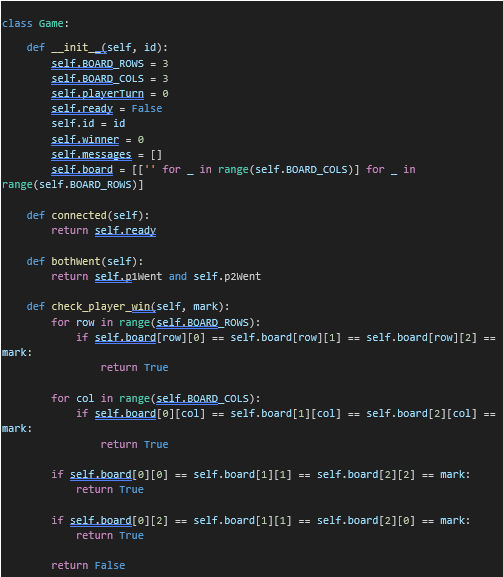 class Game:
    def __init__(self, id):
        self.BOARD_ROWS = 3
        self.BOARD_COLS = 3
        self.playerTurn = 0
        self.ready = False
        self.id = id
        self.winner = 0
        self.messages = []
        self.board = [['' for _ in range(self.BOARD_COLS)] for _ in
range(self.BOARD_ROWS)]
    def connected(self):
        return self.ready
    def bothWent(self):
        return self.p1Went and self.p2Went
    def check_player_win(self, mark):
        for row in range(self.BOARD_ROWS):
            if self.board[row][0] == self.board[row][1] == self.board[row][2] ==
mark:
                return True
        for col in range(self.BOARD_COLS):
            if self.board[0][col] == self.board[1][col] == self.board[2][col] ==
mark:
                return True
        if self.board[0][0] == self.board[1][1] == self.board[2][2] == mark:
            return True
        if self.board[0][2] == self.board[1][1] == self.board[2][0] == mark:
            return True
        return False